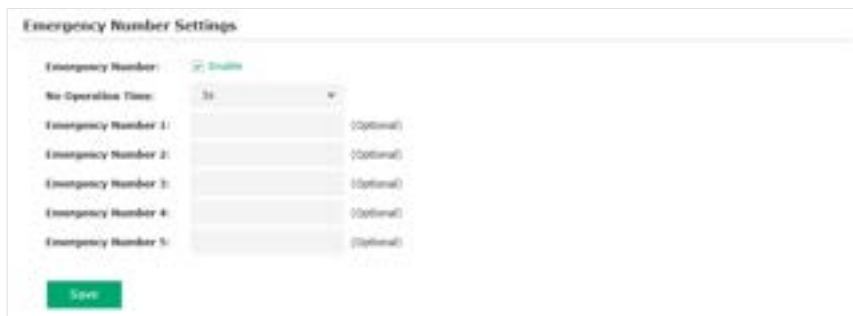 Emergency Number Settings
Emergency Number: Enable
No Operation Time:
Emergency Number 1: (Optional)
Emergency Number 2: (Optional)
Emergency Number 3: (Optional)
Emergency Number 4: (Optional)
Emergency Number 5: (Optional)
Save